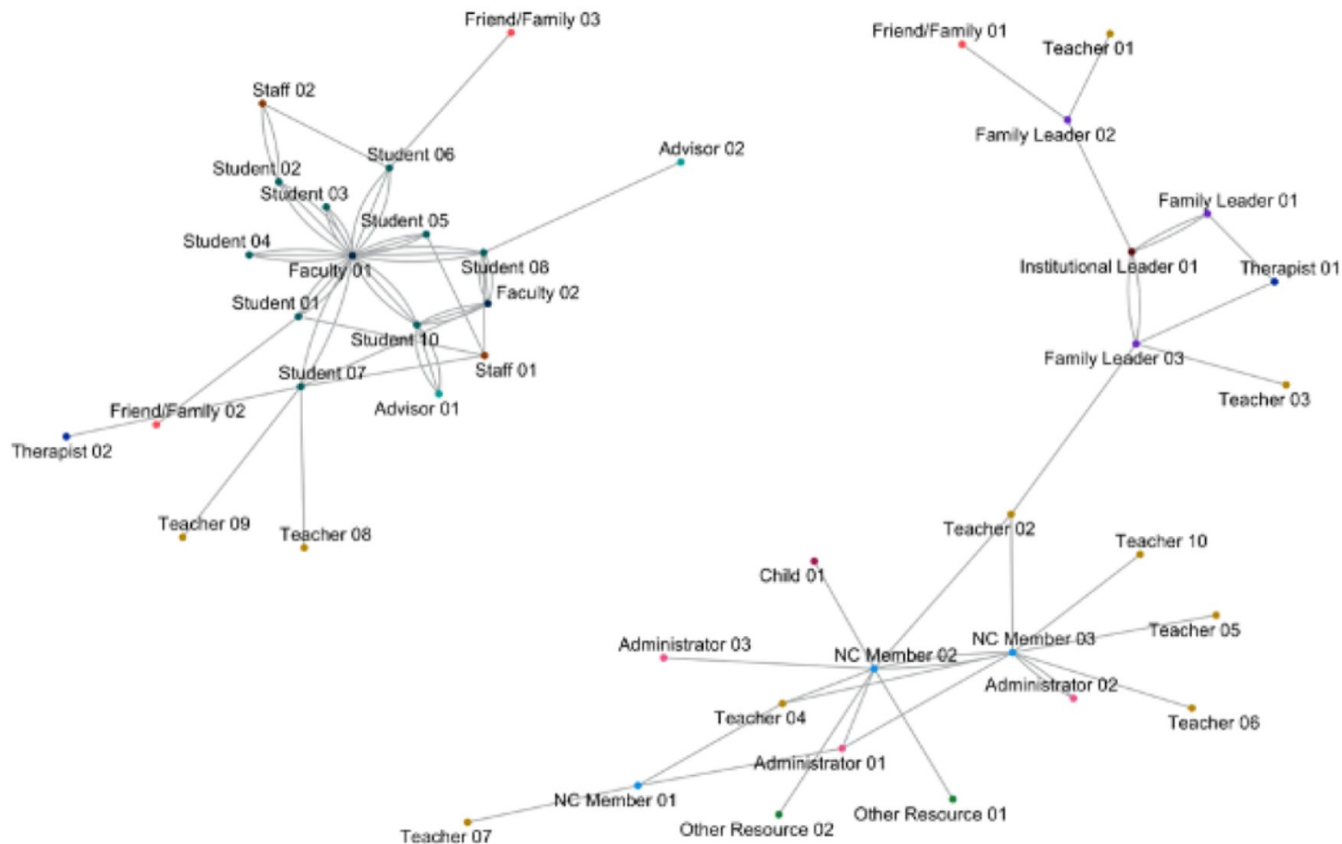 Friend/Family 03
Friend/Family 01
Teacher 01
Staff 02
Family Leader 02
Student 06
Advisor 02
Student 02
Student 03
Family Leader 01
Student 05
Student 04
Faculty 01
Student 08
Institutional Leader 01
Therapist 01
Faculty 02
Student 01
Student 10
Family Leader 03
Staff 01
Student 07
Teacher 03
Advisor 01
Friend/Family 02
Therapist 02
Teacher 09
Teacher 08
Teacher 02
Teacher 10
Child 01
Teacher 05
Administrator 03
NC Member 02
NC Member 03
Administrator 02
Teacher 04
Teacher 06
Administrator 01
NC Member 01
Other Resource 01
Other Resource 02
Teacher 07